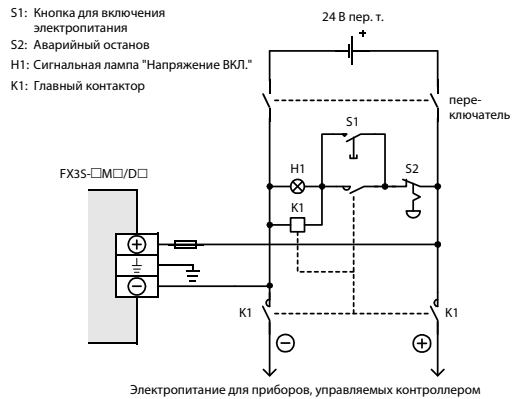 S1: Кнопка для включения
электропитания
S2: Аварийный останов
H1: Сигнальная лампа "Напряжение ВКЛ."
K1: Главный контактор
24 В пер. т.
+
пере-
ключатель
S1
H1
S2
K1
FX3S-□M□/D□
+
−
K1
K1
−
+
Электропитание для приборов, управляемых контроллером